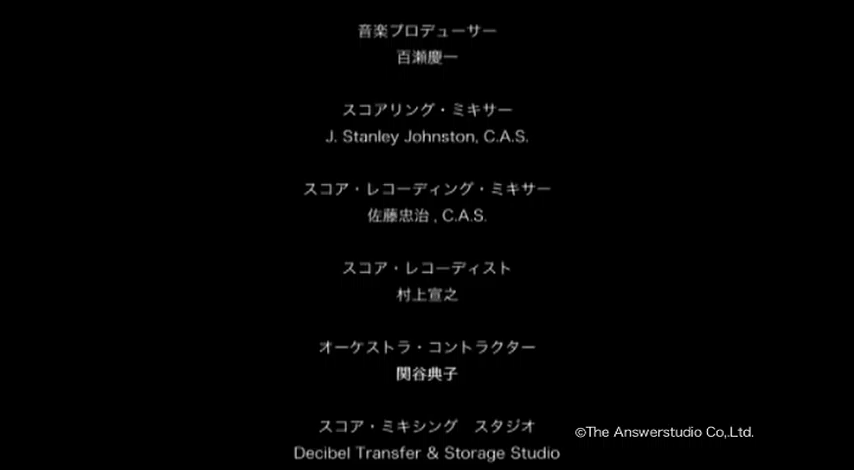 音楽プロデューサー
百瀬慶一
スコアリング・ミキサー
J. Stanley Johnston, C.A.S.
スコア・レコーディング・ミキサー
佐藤忠治 , C.A.S.
スコア・レコーディスト
村上宣之
オーケストラ・コントラクター
関谷典子
スコア・ミキシング　スタジオ
Decibel Transfer & Storage Studio
©The Answerstudio Co,.Ltd.